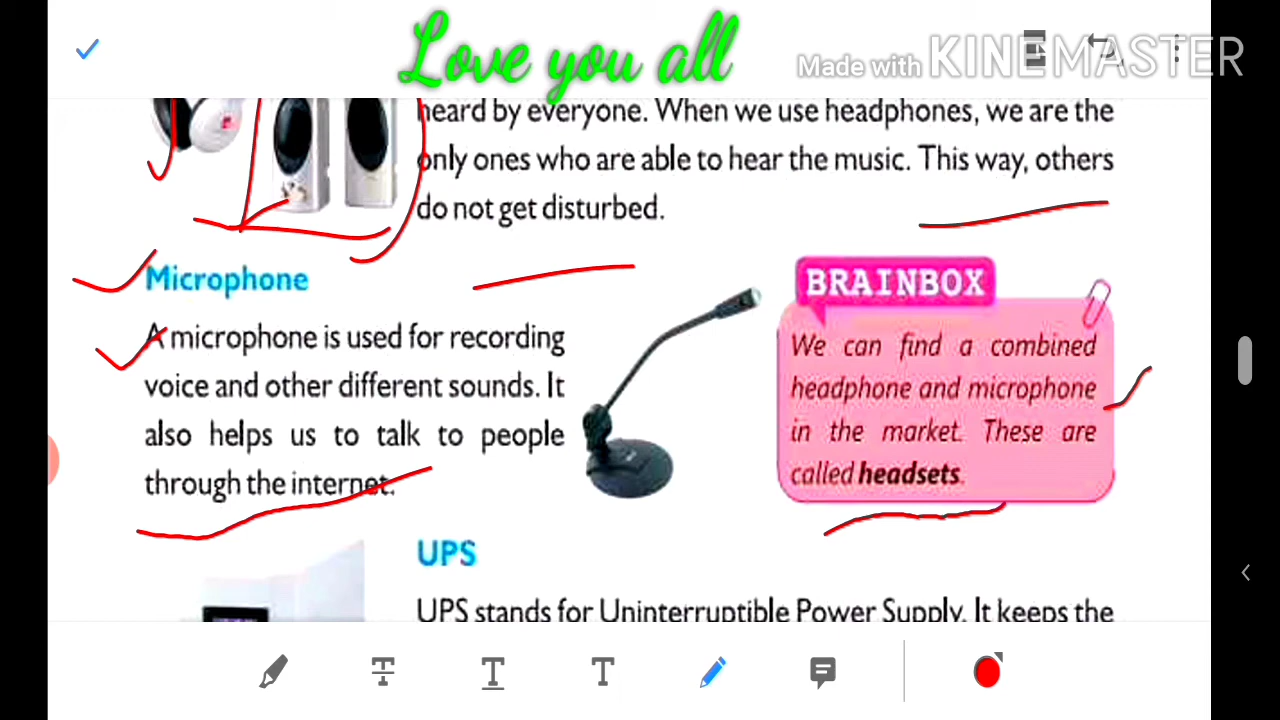 Love you all
Made with KINEMASTER
heard by everyone. When we use headphones, we are the
only ones who are able to hear the music. This way, others
do not get disturbed.
Microphone
A microphone is used for recording
voice and other different sounds. It
also helps us to talk to people
through the internet.
BRAINBOX
We can find a combined
headphone and microphone
in the market. These are
called headsets.
UPS
UPS stands for Uninterruptible Power Supply. It keeps the
T
T
T